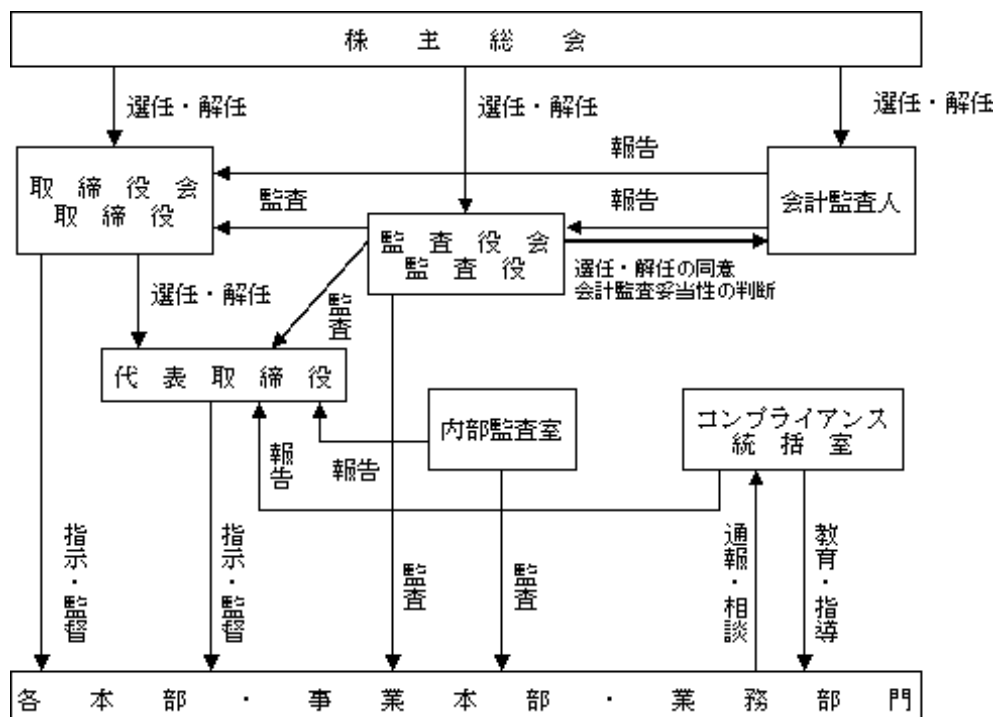 株主総会
選任・解任
選任・解任
選任・解任
報告
取締役会
取締役
監査
報告
会計監査人
監査役会
監査役
選任・解任の同意
会計監査妥当性の判断
選任・解任
監査
代表取締役
内部監査室
コンプライアンス
統括室
報告
報告
指示・監督
指示・監督
監査
監査
通報・相談
教育・指導
各本部・事業本部・業務部門